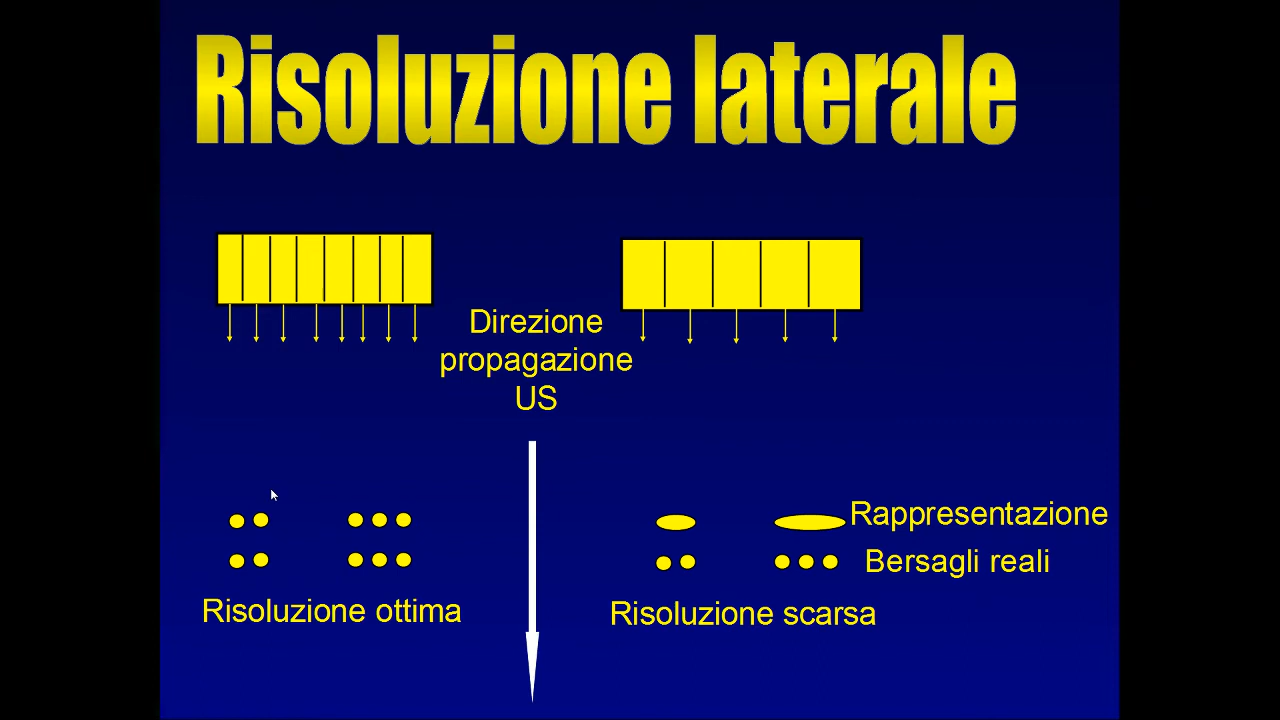 Risoluzione laterale
Direzione
propagazione
US
Rappresentazione
Bersagli reali
Risoluzione ottima
Risoluzione scarsa